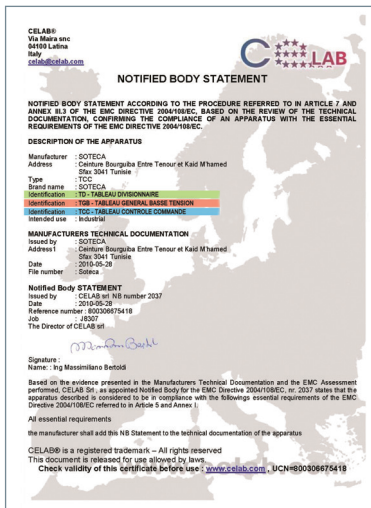 CELAB®
Via Maira snc
04100 Latina
Italy
celab@celab.com
CELAB
NOTIFIED BODY STATEMENT
NOTIFIED BODY STATEMENT ACCORDING TO THE PROCEDURE REFERRED TO IN ARTICLE 7 AND
ANNEX III.3 OF THE EMC DIRECTIVE 2004/108/EC, BASED ON THE REVIEW OF THE TECHNICAL
DOCUMENTATION, CONFIRMING THE COMPLIANCE OF AN APPARATUS WITH THE ESSENTIAL
REQUIREMENTS OF THE EMC DIRECTIVE 2004/108/EC.
DESCRIPTION OF THE APPARATUS
Manufacturer : SOTECA
Address : Ceinture Bourguiba Entre Tenour et Kaid M'hamed
Sfax 3041 Tunisie
Type : TCC
Brand name : SOTECA
Identification : TD - TABLEAU DIVISIONNAIRE
Identification : TGB - TABLEAU GENERAL BASSE TENSION
Identification : TCC - TABLEAU CONTROLE COMMANDE
Intended use : Industrial
MANUFACTURERS TECHNICAL DOCUMENTATION
Issued by : SOTECA
Address1 : Ceinture Bourguiba Entre Tenour et Kaid M'hamed
Sfax 3041 Tunisie
Date : 2010-05-28
File number : Soteca
Notified Body STATEMENT
Issued by : CELAB srl NB number 2037
Date : 2010-05-28
Reference number : 800306675418
Job : J8307
The Director of CELAB srl
Signature :
Name: : Ing Massimiliano Bertoldi
Based on the evidence presented in the Manufacturers Technical Documentation and the EMC Assessment
performed, CELAB Srl , as appointed Notified Body for the EMC Directive 2004/108/EC, nr. 2037 states that the
apparatus described is considered to be in compliance with the followings essential requirements of the EMC
Directive 2004/108/EC referred to in Article 5 and Annex I.
All essential requirements
the manufacturer shall add this NB Statement to the technical documentation of the apparatus
CELAB® is a registered trademark – All rights reserved
This document is released for use allowed by laws.
Check validity of this certificate before use : www.celab.com , UCN=800306675418